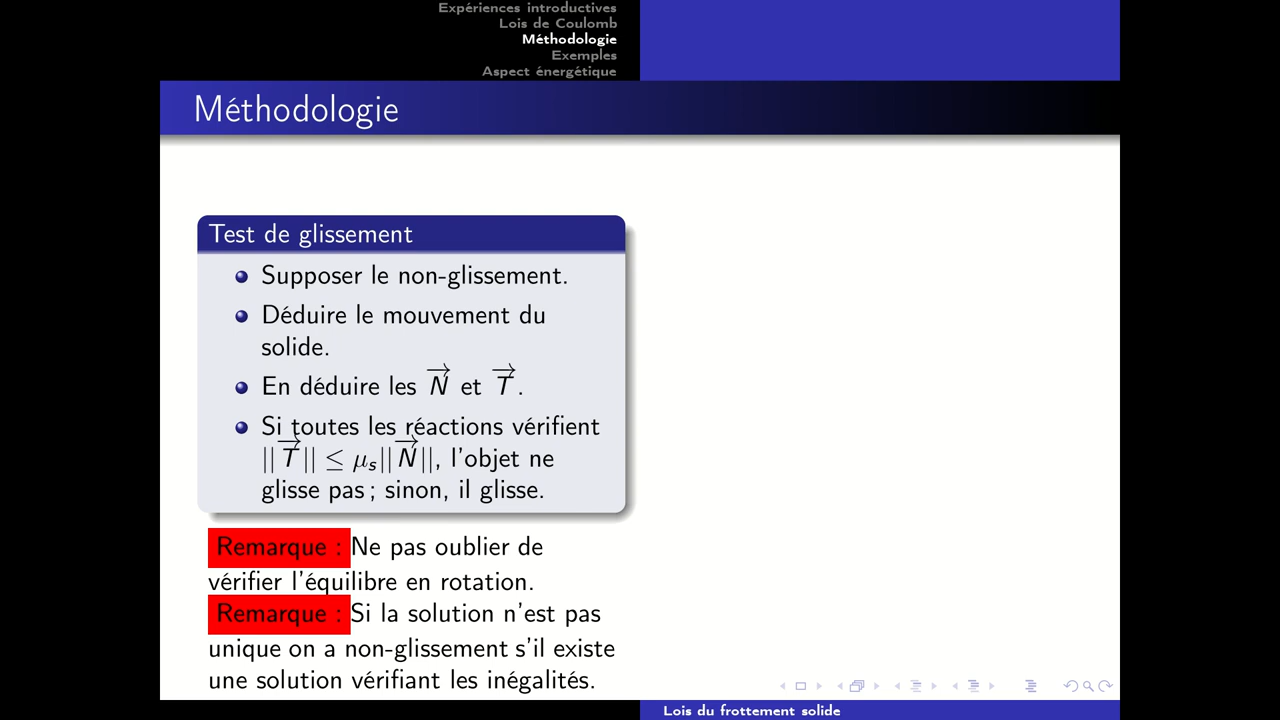 Expériences introductives
Lois de Coulomb
Méthodologie
Exemples
Aspect énergétique
Méthodologie
Test de glissement
Supposer le non-glissement.
Déduire le mouvement du
solide.
En déduire les N⃗ et T⃗.
Si toutes les réactions vérifient
||T⃗|| ≤ μₛ||N⃗||, l'objet ne
glisse pas ; sinon, il glisse.
Remarque : Ne pas oublier de
vérifier l'équilibre en rotation.
Remarque : Si la solution n'est pas
unique on a non-glissement s'il existe
une solution vérifiant les inégalités.
Lois du frottement solide